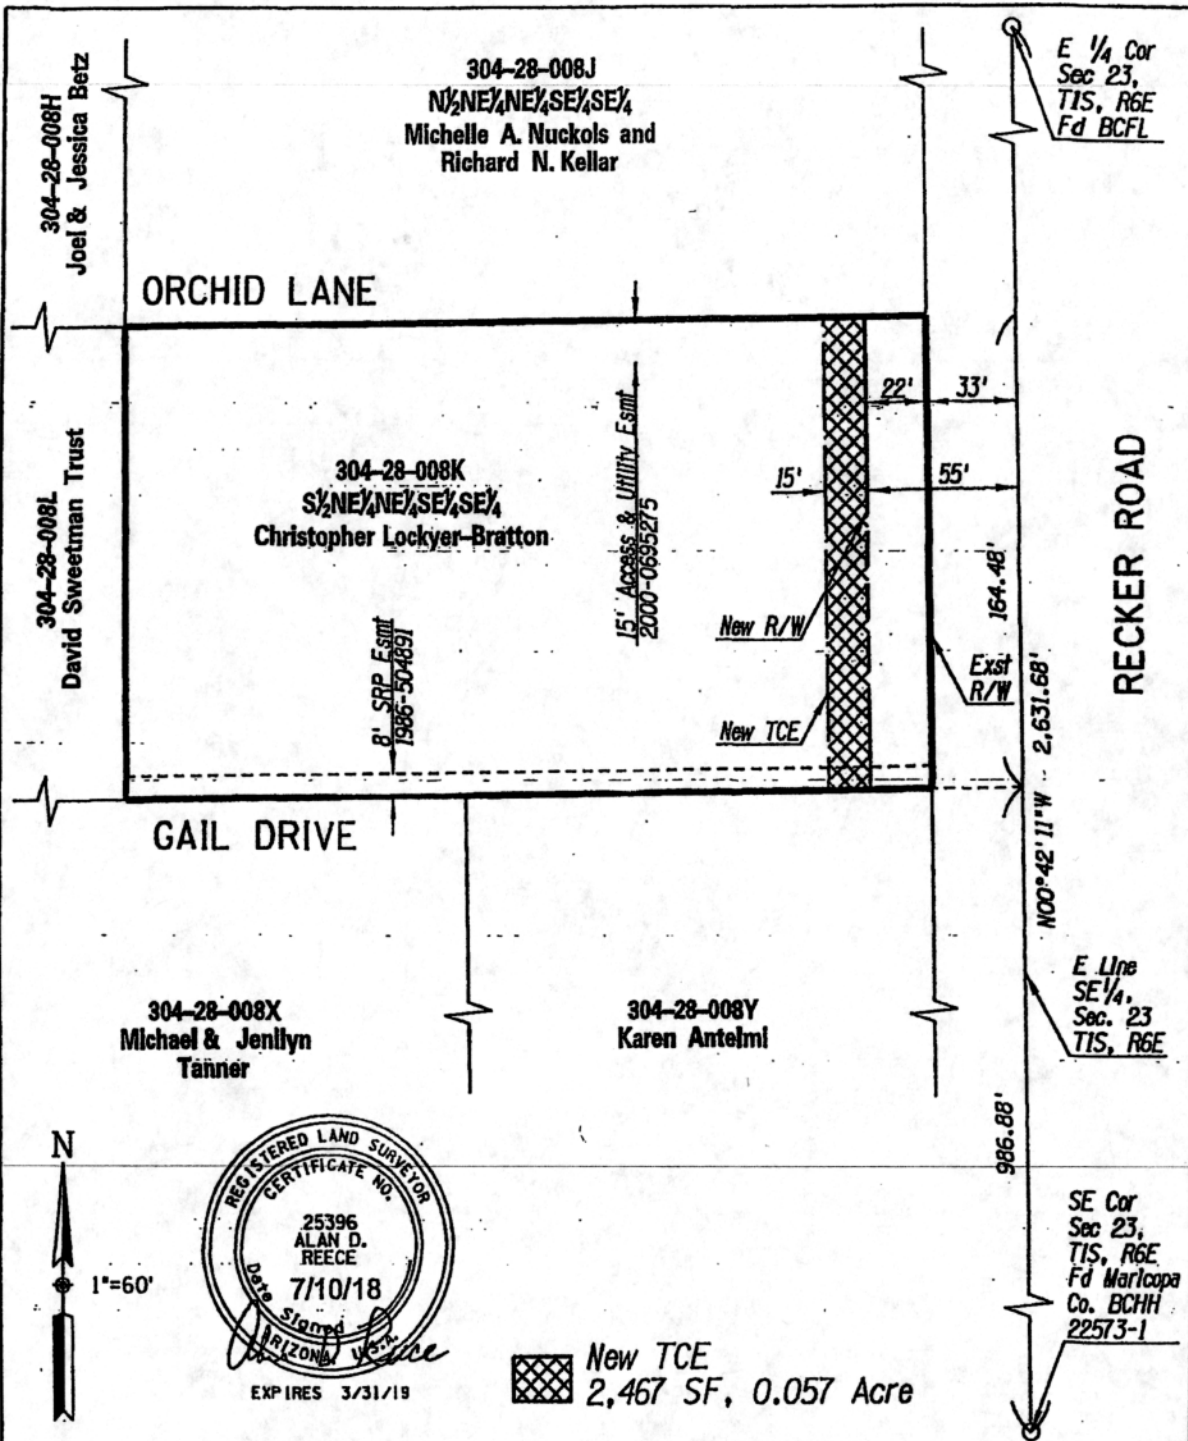 E 1/4 Cor
Sec 23,
T1S, R6E
Fd BCFL
304-28-008J
N½NE¼NE¼SE¼SE¼
Michelle A. Nuckols and
Richard N. Kellar
304-28-008H
Joel & Jessica Betz
ORCHID LANE
22'
33'
15'
55'
304-28-008K
S½NE¼NE¼SE¼SE¼
Christopher Lockyer-Bratton
15' Access & Utility Esmt
2000-0695275
304-28-008L
David Sweetman Trust
8' SRP Esmt
1986-504891
New R/W
New TCE
Exst
R/W
164.48'
N00°42'11"W 2,631.68'
RECKER ROAD
GAIL DRIVE
304-28-008X
Michael & Jenilyn
Tanner
304-28-008Y
Karen Antelmi
E Line
SE 1/4,
Sec. 23
T1S, R6E
986.88'
SE Cor
Sec 23,
T1S, R6E
Fd Maricopa
Co. BCHH
22573-1
N
1"=60'
REGISTERED LAND SURVEYOR
CERTIFICATE NO.
25396
ALAN D.
REECE
7/10/18
Date Signed
ARIZONA, U.S.A.
EXPIRES 3/31/19
New TCE
2,467 SF, 0.057 Acre